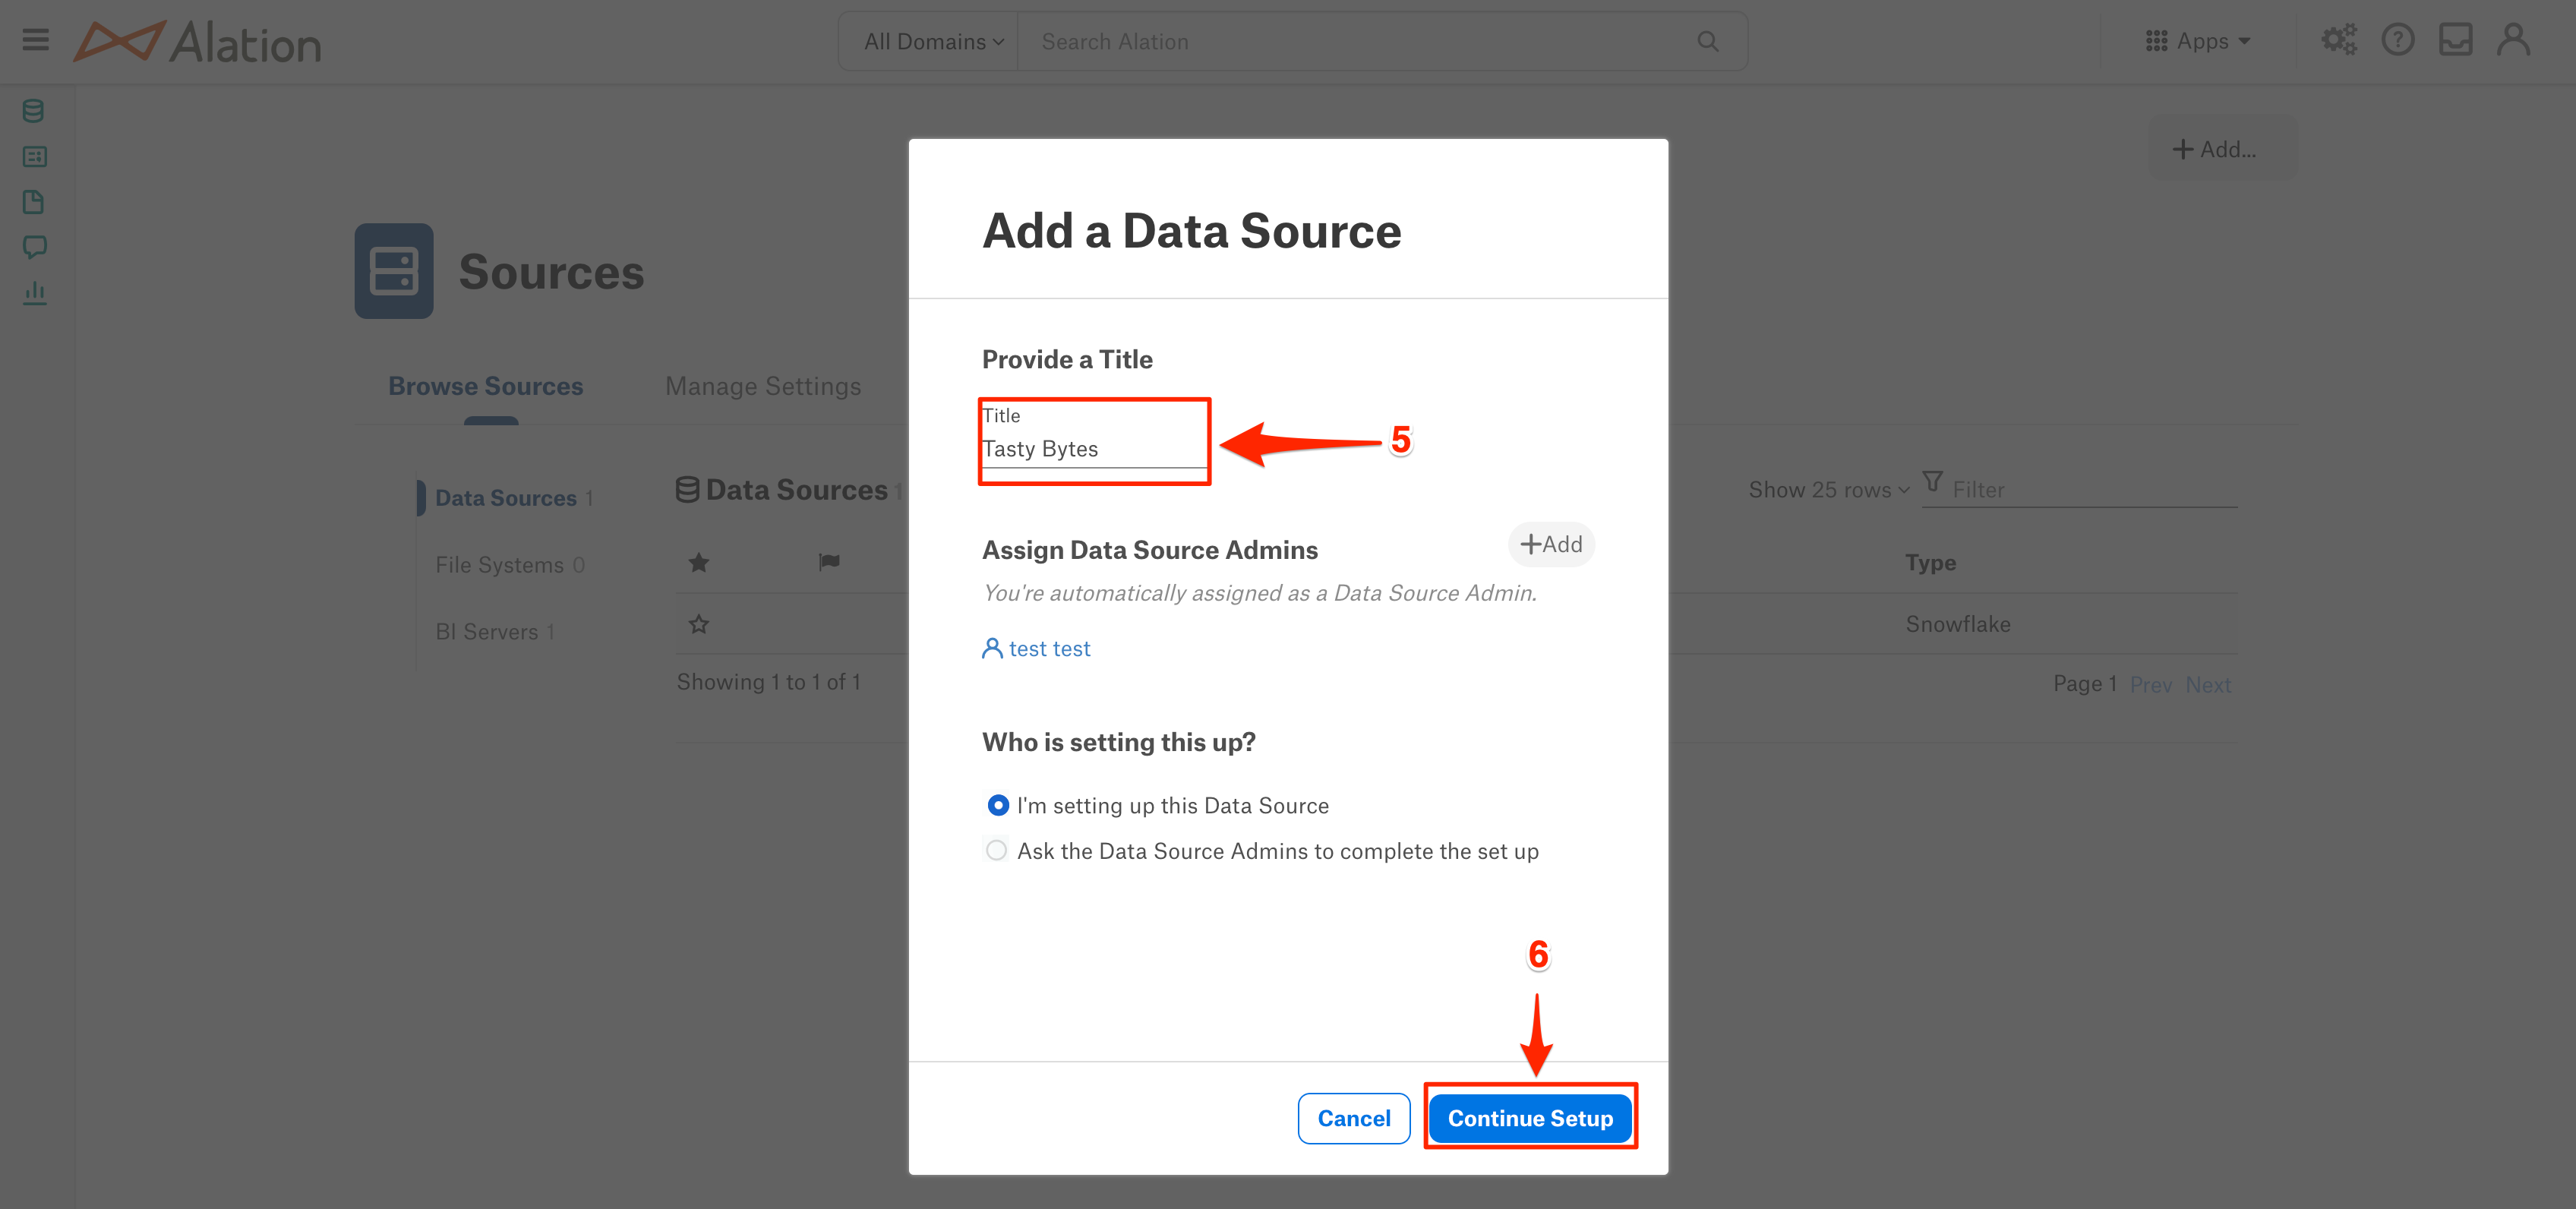 Alation
All Domains
Search Alation
Apps
+ Add...
Sources
Browse Sources
Manage Settings
Data Sources 1
File Systems 0
BI Servers 1
Data Sources 1
Show 25 rows
Filter
Type
Snowflake
Showing 1 to 1 of 1
Page 1 Prev Next
Add a Data Source
Provide a Title
Title
Tasty Bytes
5
Assign Data Source Admins
+Add
You're automatically assigned as a Data Source Admin.
test test
Who is setting this up?
I'm setting up this Data Source
Ask the Data Source Admins to complete the set up
6
Cancel
Continue Setup